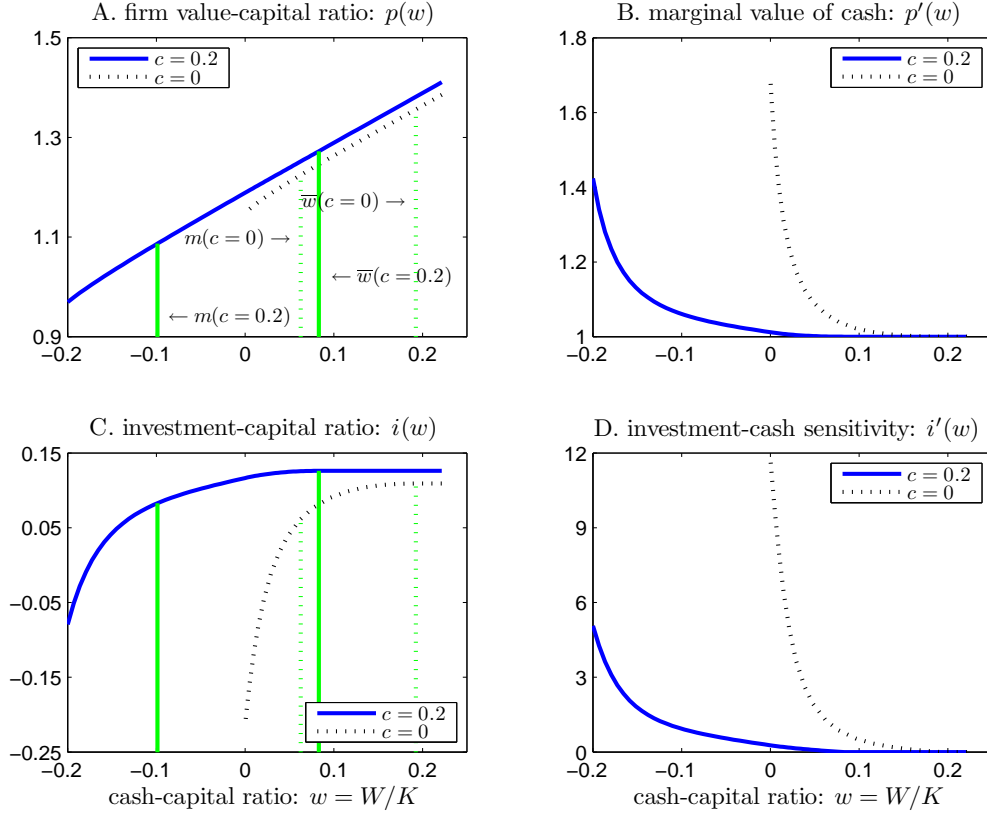 A. firm value-capital ratio: p(w)
1.5
1.3
1.1
0.9
c = 0.2
c = 0
w̅(c = 0) →
m(c = 0) →
← w̅(c = 0.2)
← m(c = 0.2)
−0.2 −0.1 0 0.1 0.2
B. marginal value of cash: p′(w)
1.8
1.6
1.4
1.2
1
c = 0.2
c = 0
−0.2 −0.1 0 0.1 0.2
C. investment-capital ratio: i(w)
0.15
0.05
−0.05
−0.15
−0.25
c = 0.2
c = 0
−0.2 −0.1 0 0.1 0.2
cash-capital ratio: w = W/K
D. investment-cash sensitivity: i′(w)
12
9
6
3
0
c = 0.2
c = 0
−0.2 −0.1 0 0.1 0.2
cash-capital ratio: w = W/K